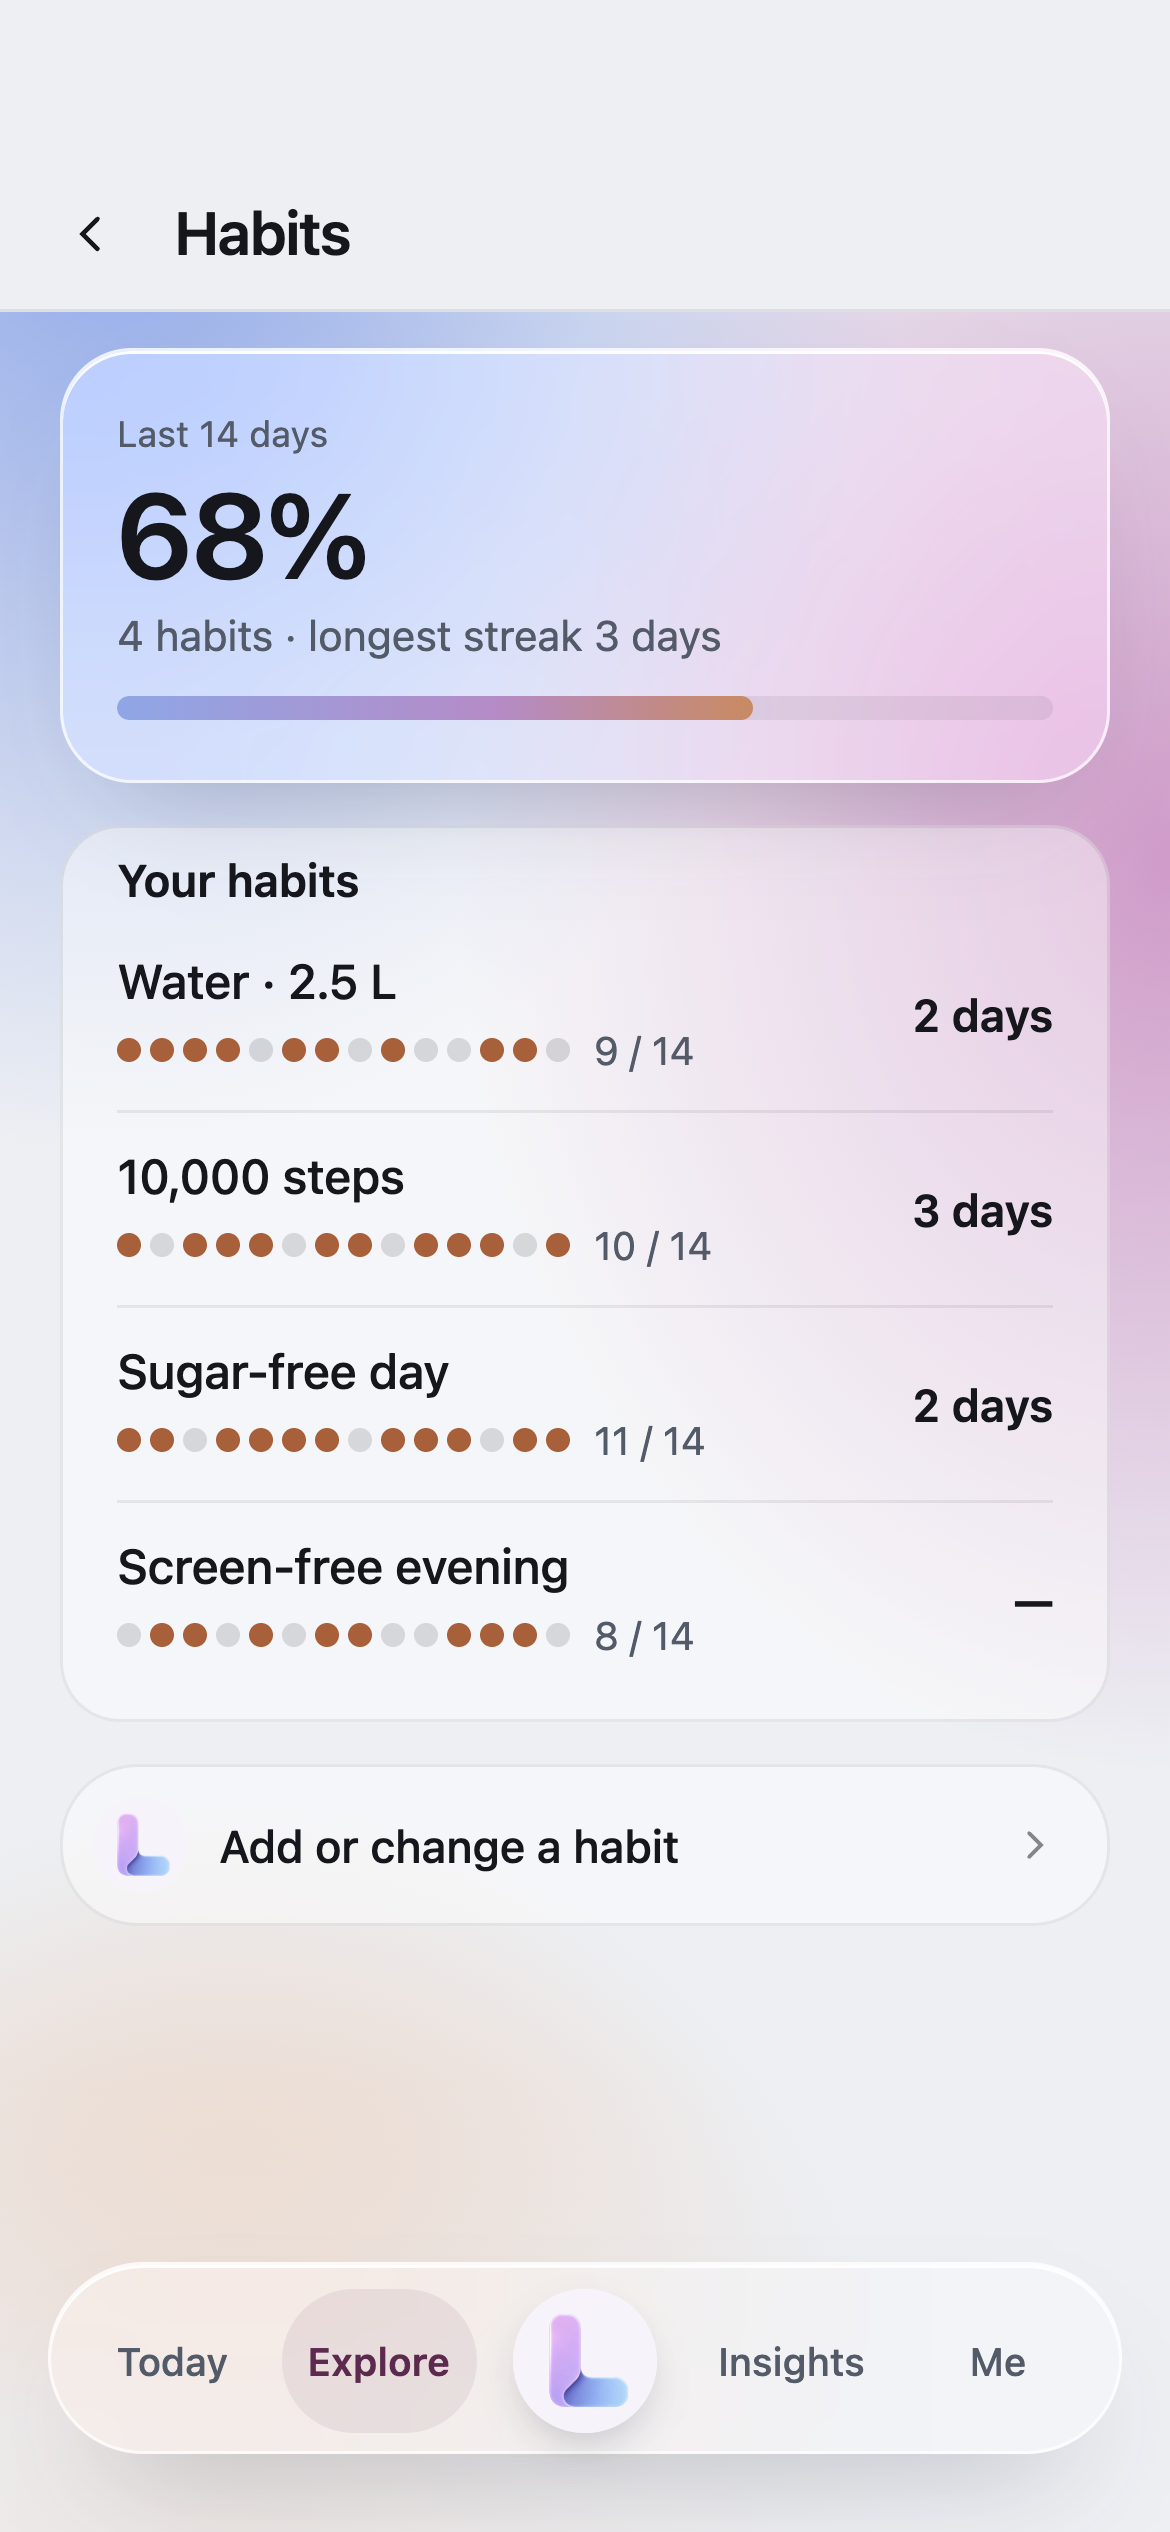 Habits
Last 14 days
68%
4 habits · longest streak 3 days
Your habits
Water · 2.5 L
9 / 14
2 days
10,000 steps
10 / 14
3 days
Sugar-free day
11 / 14
2 days
Screen-free evening
8 / 14
–
Add or change a habit
Today
Explore
Insights
Me